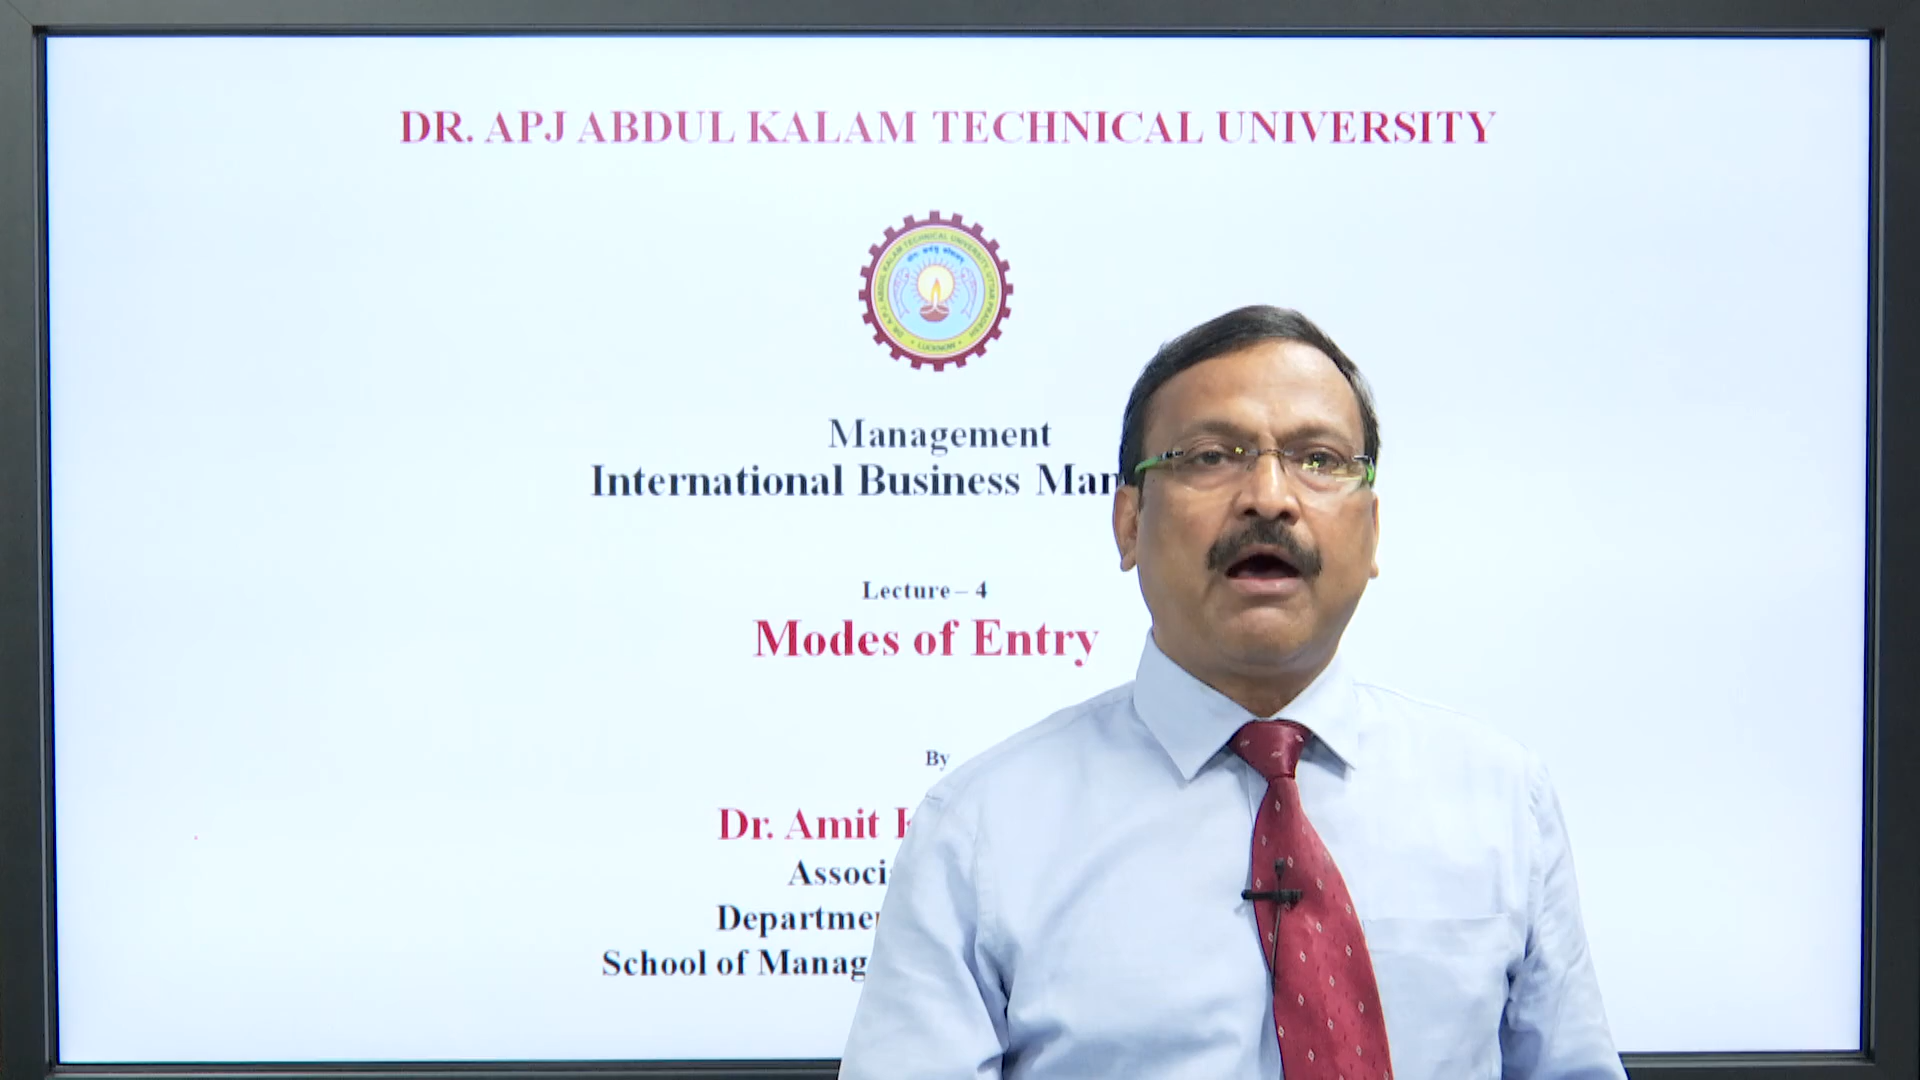 DR. APJ ABDUL KALAM TECHNICAL UNIVERSITY
LUCKNOW
Management
International Business Man
Lecture – 4
Modes of Entry
By
Dr. Amit
Associ
Departme
School of Manag